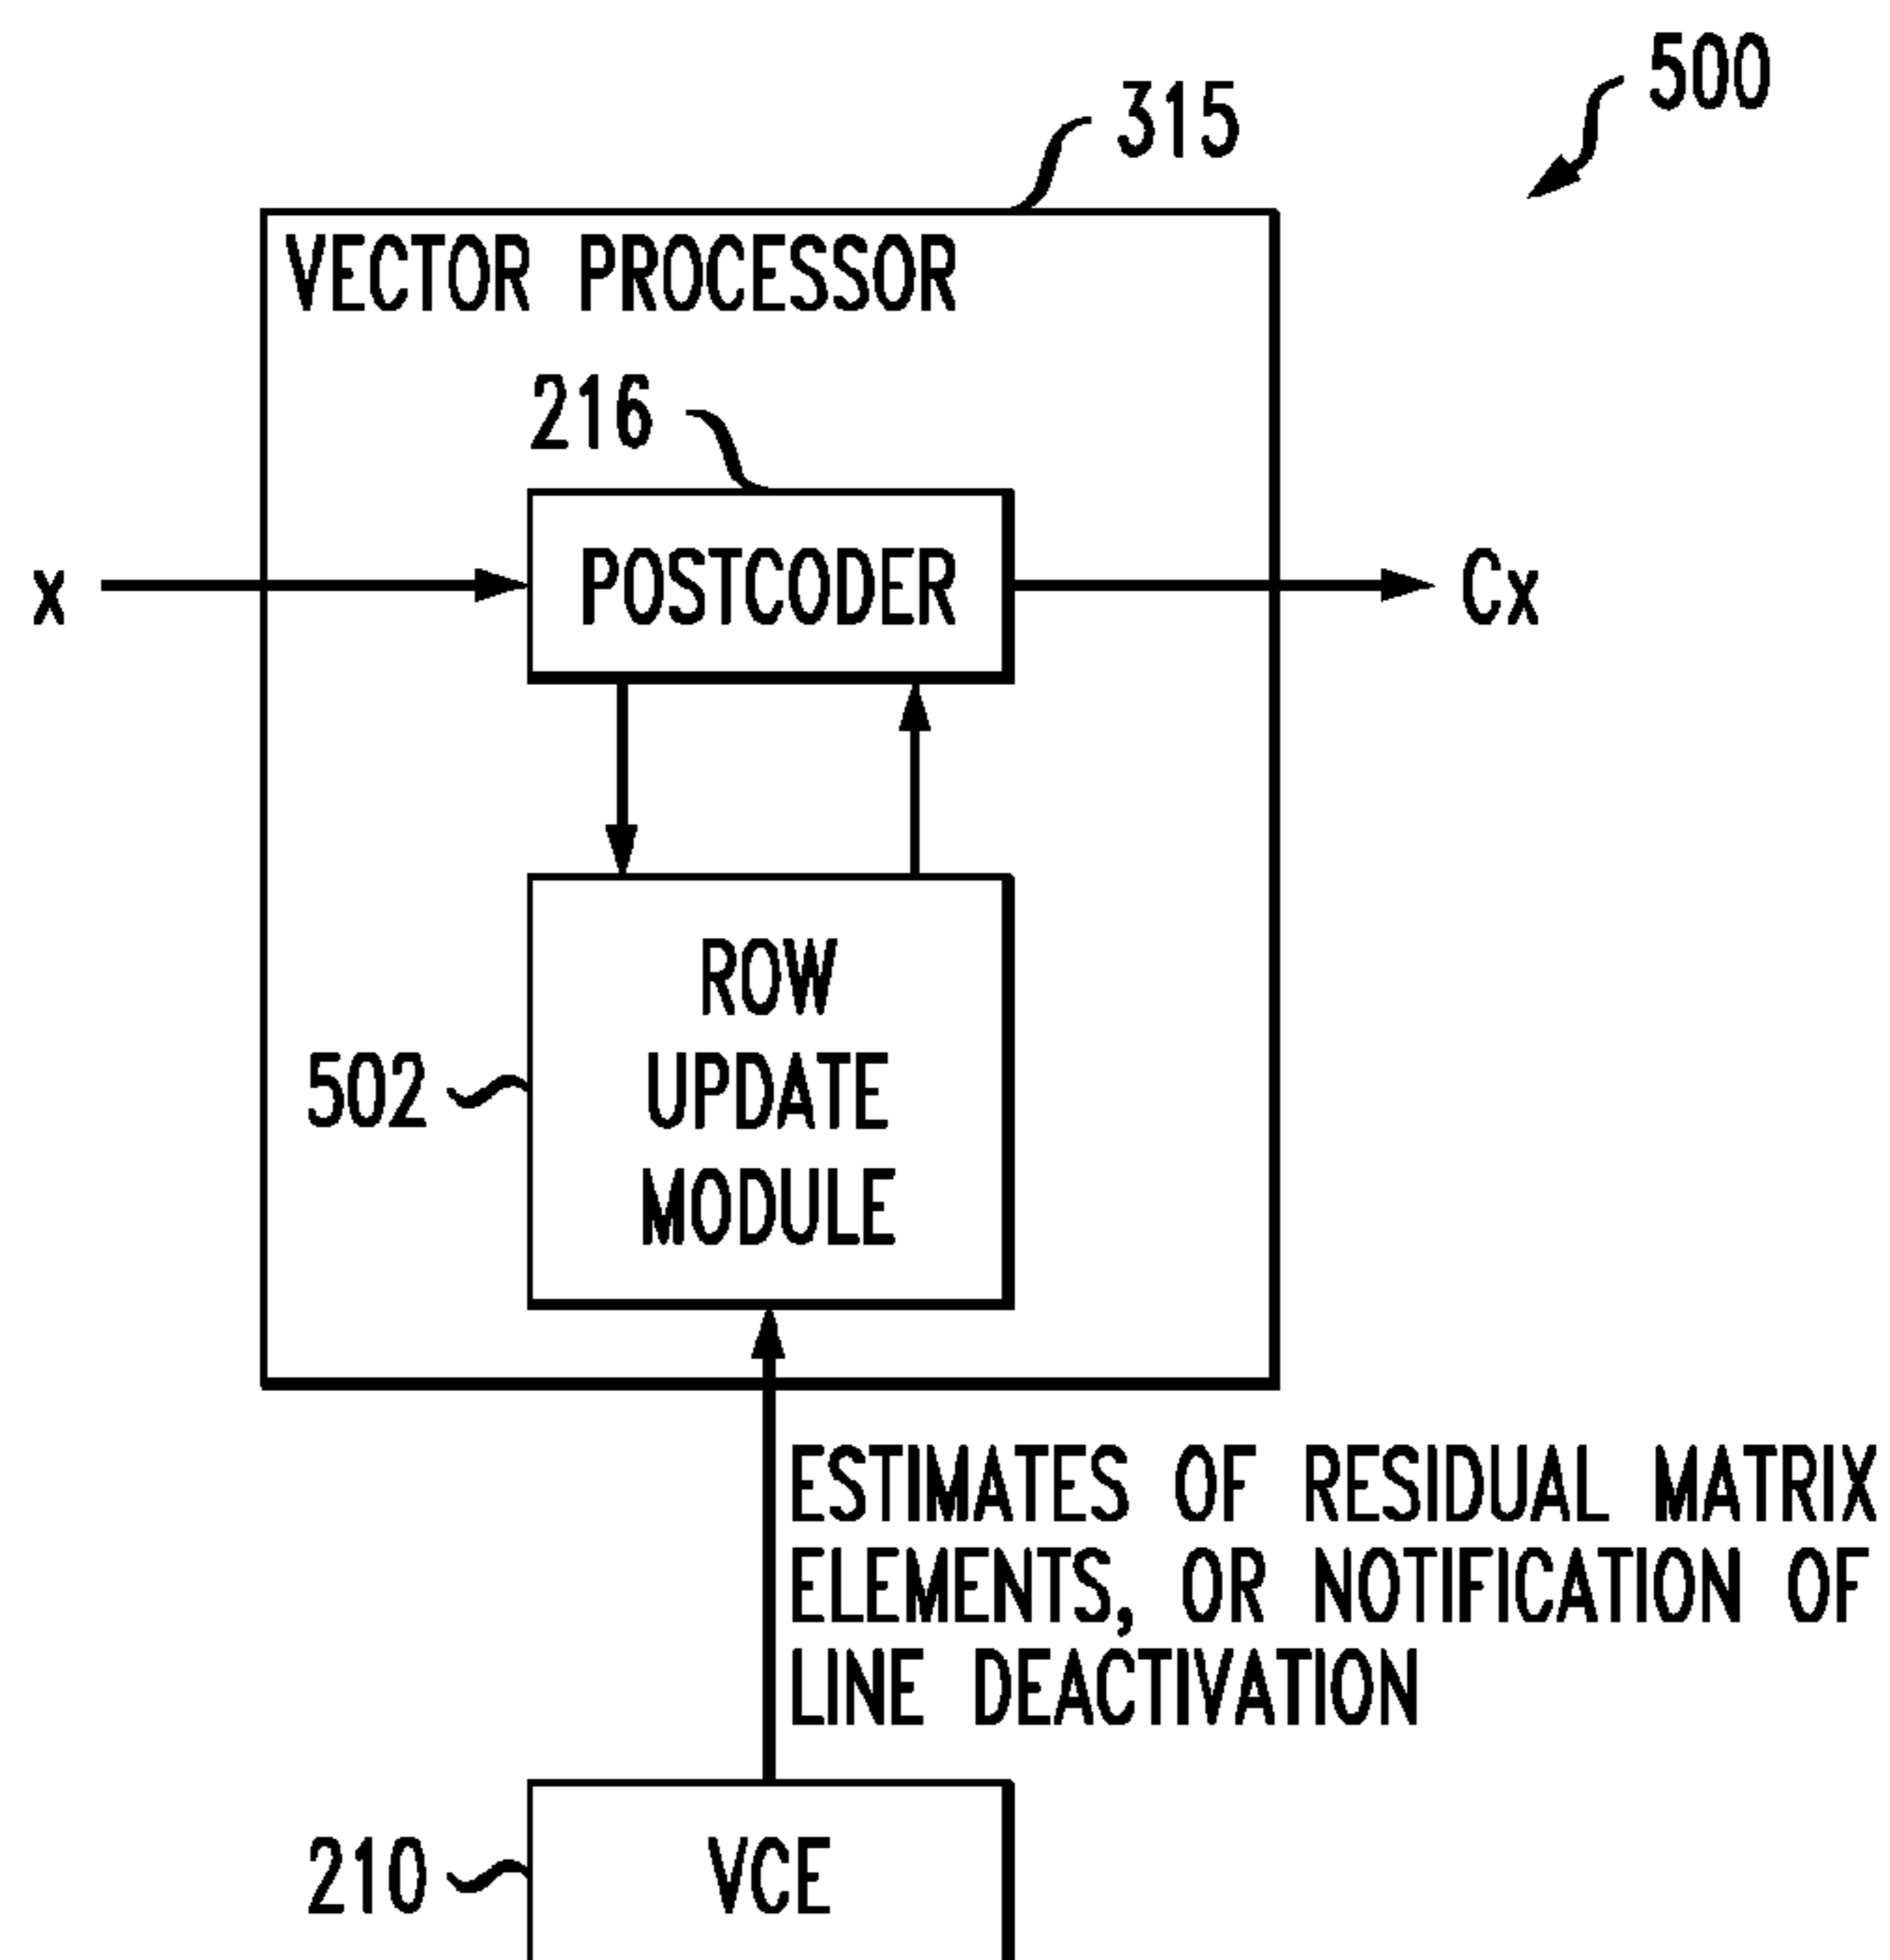 500
315
VECTOR PROCESSOR
216
x
POSTCODER
Cx
ROW
UPDATE
MODULE
502
ESTIMATES OF RESIDUAL MATRIX
ELEMENTS, OR NOTIFICATION OF
LINE DEACTIVATION
210
VCE